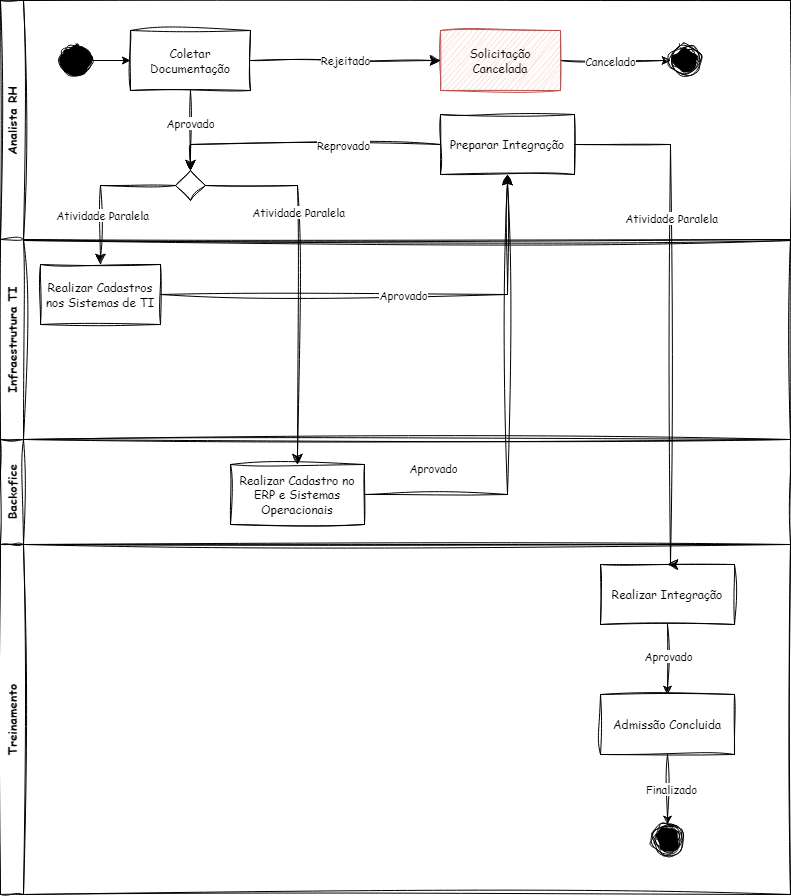 Analista RH
Coletar
Documentação
Rejeitado
Solicitação
Cancelada
Cancelado
Aprovado
Reprovado
Preparar Integração
Atividade Paralela
Atividade Paralela
Atividade Paralela
Infraestrutura TI
Realizar Cadastros
nos Sistemas de TI
Aprovado
Backofice
Realizar Cadastro no
ERP e Sistemas
Operacionais
Aprovado
Treinamento
Realizar Integração
Aprovado
Admissão Concluida
Finalizado